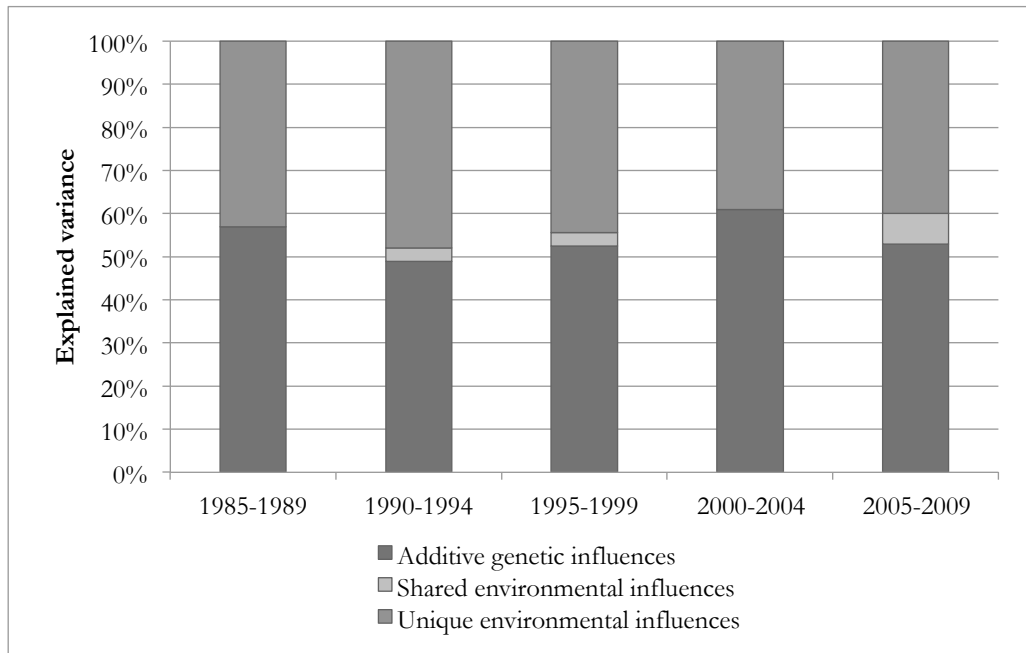 100%
90%
80%
70%
60%
50%
40%
30%
20%
10%
0%
Explained variance
1985-1989 1990-1994 1995-1999 2000-2004 2005-2009
Additive genetic influences
Shared environmental influences
Unique environmental influences